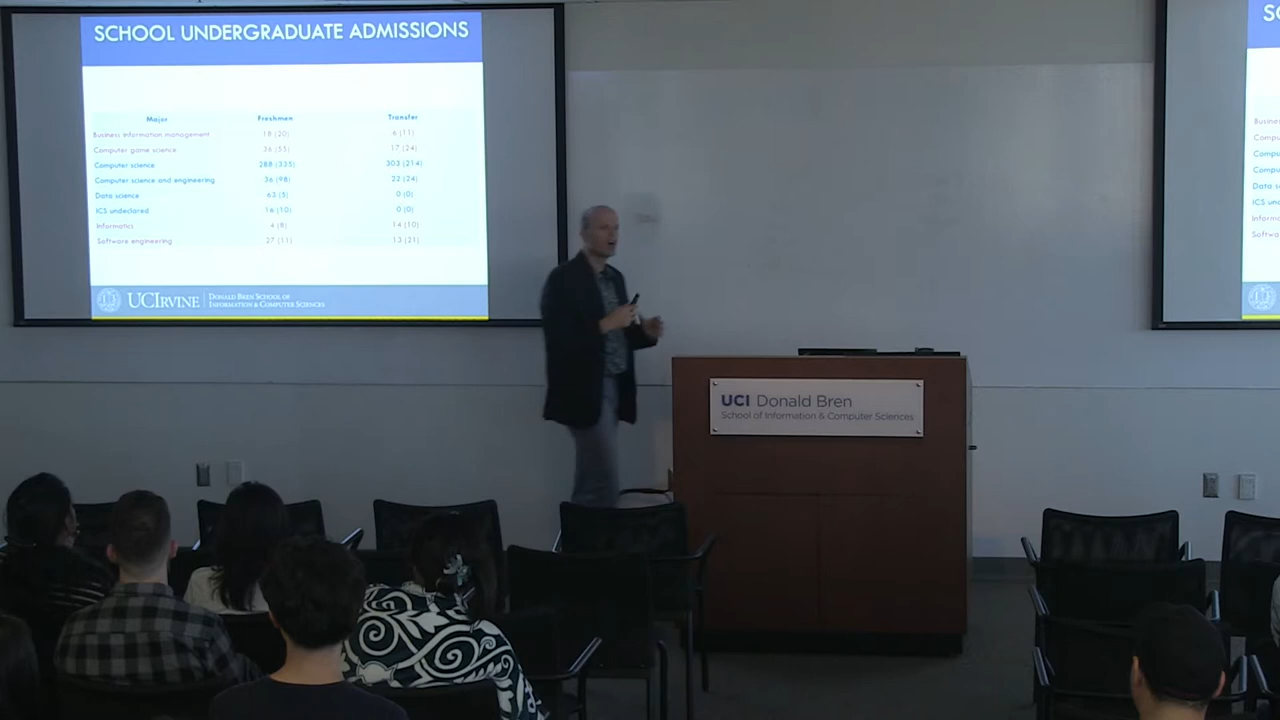 SCHOOL UNDERGRADUATE ADMISSIONS
Major Freshmen Transfer
Business information management 18 (20) 6 (11)
Computer game science 36 (55) 17 (24)
Computer science 288 (335) 203 (214)
Computer science and engineering 36 (98) 22 (24)
Data science 63 (5) 0 (0)
ICS undeclared 16 (10) 0 (0)
Informatics 4 (8) 14 (10)
Software engineering 27 (11) 13 (21)
UCIRVINE DONALD BREN SCHOOL OF
INFORMATION & COMPUTER SCIENCES
UCI Donald Bren
School of Information & Computer Sciences